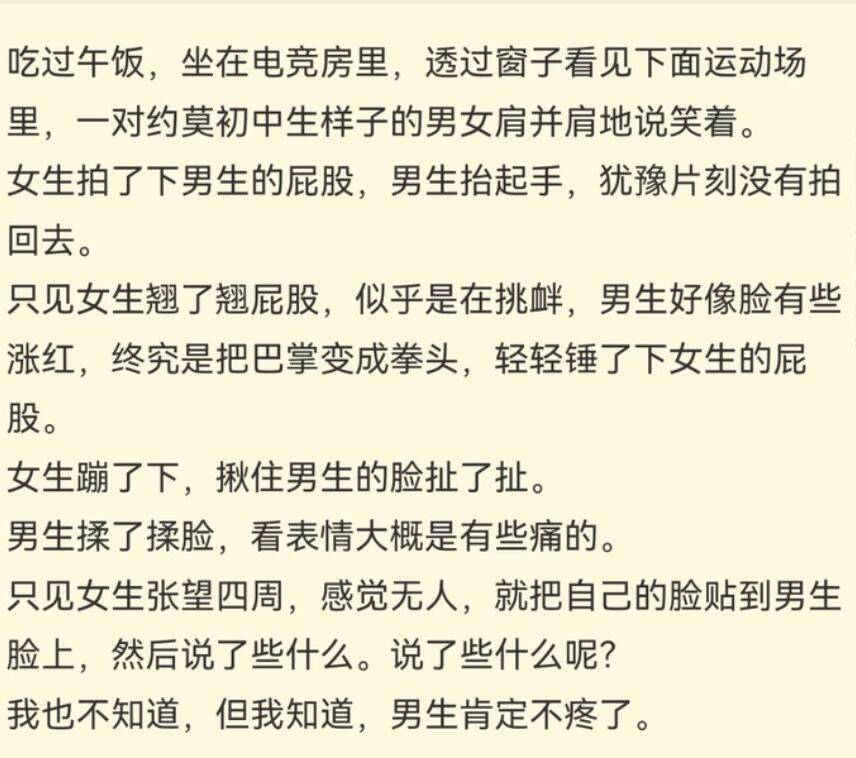 吃过午饭，坐在电竞房里，透过窗子看见下面运动场
里，一对约莫初中生样子的男女肩并肩地说笑着。
女生拍了下男生的屁股，男生抬起手，犹豫片刻没有拍
回去。
只见女生翘了翘屁股，似乎是在挑衅，男生好像脸有些
涨红，终究是把巴掌变成拳头，轻轻锤了下女生的屁
股。
女生蹦了下，揪住男生的脸扯了扯。
男生揉了揉脸，看表情大概是有些痛的。
只见女生张望四周，感觉无人，就把自己的脸贴到男生
脸上，然后说了些什么。说了些什么呢？
我也不知道，但我知道，男生肯定不疼了。